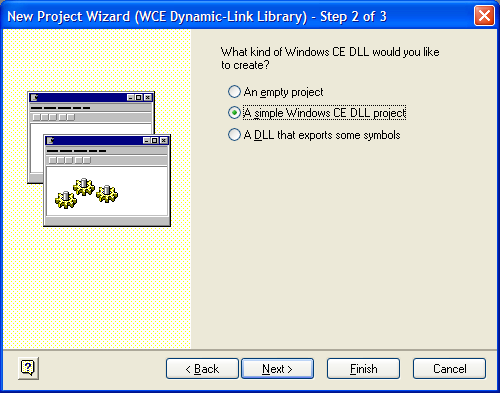 New Project Wizard (WCE Dynamic-Link Library) - Step 2 of 3
What kind of Windows CE DLL would you like
to create?
An empty project
A simple Windows CE DLL project
A DLL that exports some symbols
?
< Back
Next >
Finish
Cancel